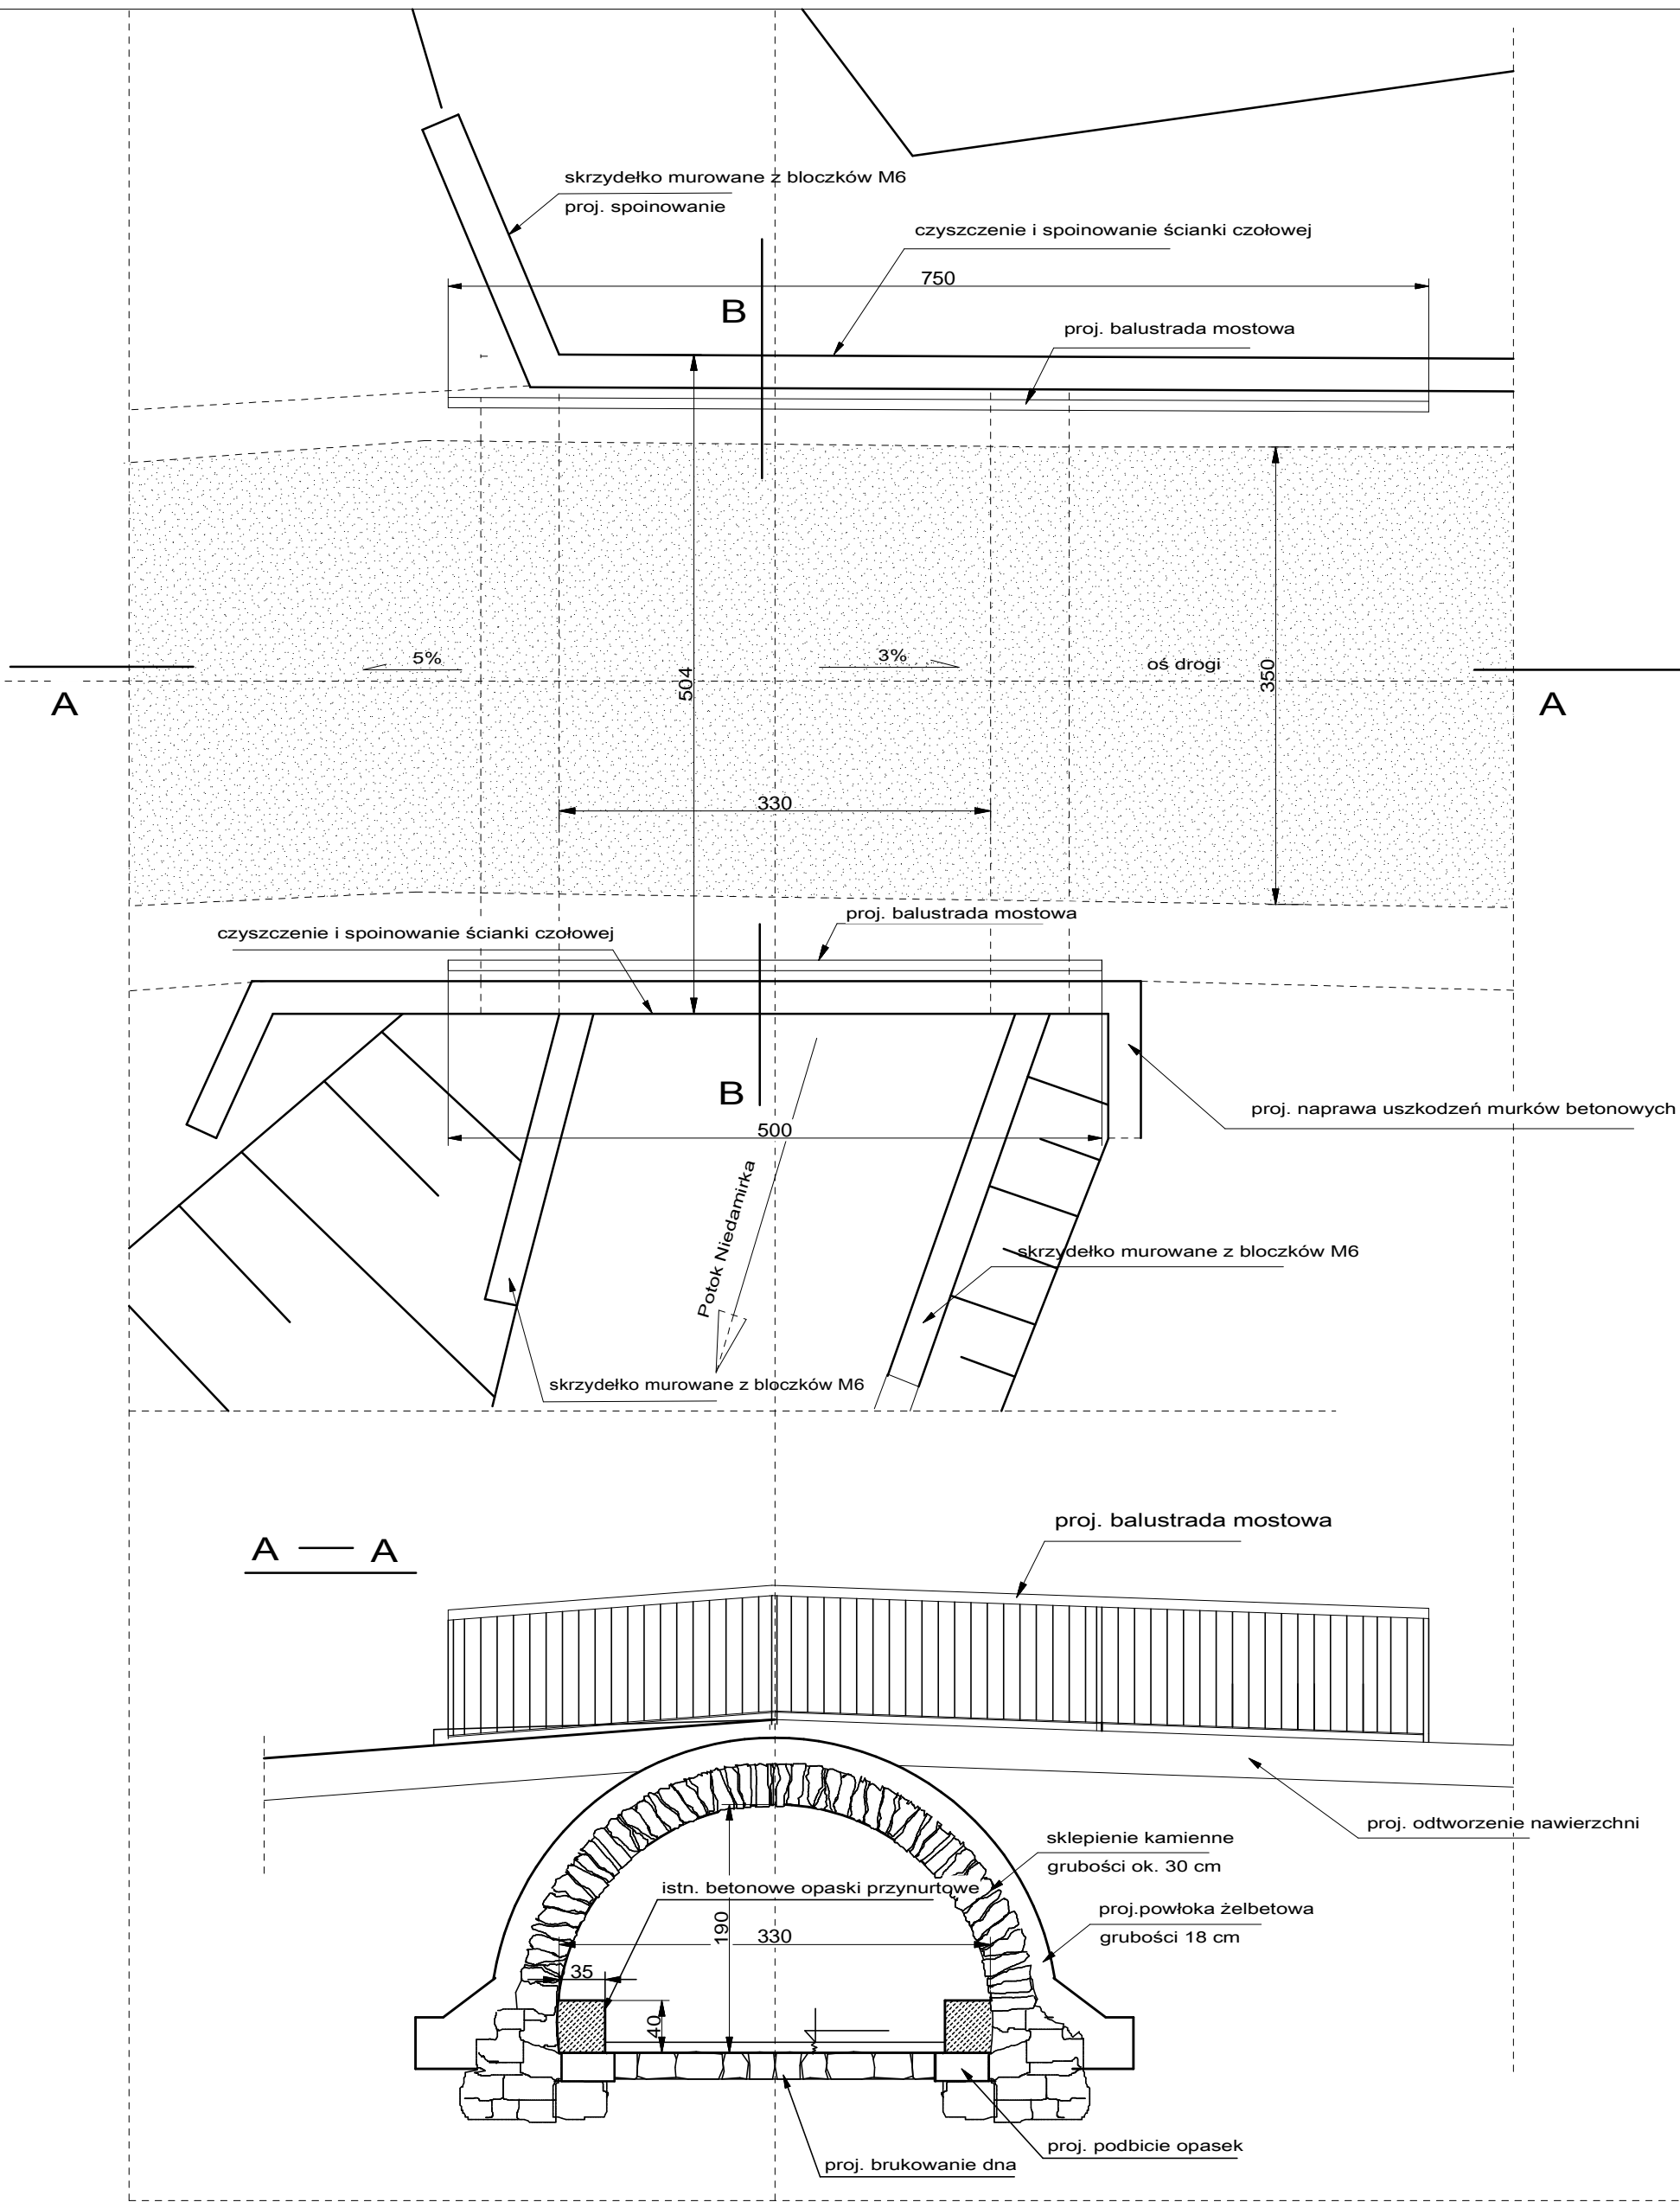 skrzydełko murowane z bloczków M6
proj. spoinowanie
czyszczenie i spoinowanie ścianki czołowej
750
B
proj. balustrada mostowa
5%
3%
oś drogi
504
350
A
A
330
proj. balustrada mostowa
czyszczenie i spoinowanie ścianki czołowej
B
proj. naprawa uszkodzeń murków betonowych
500
Potok Niedamirka
skrzydełko murowane z bloczków M6
skrzydełko murowane z bloczków M6
A — A
proj. balustrada mostowa
proj. odtworzenie nawierzchni
sklepienie kamienne
grubości ok. 30 cm
istn. betonowe opaski przynurtowe
proj.powłoka żelbetowa
grubości 18 cm
190
330
35
40
proj. podbicie opasek
proj. brukowanie dna